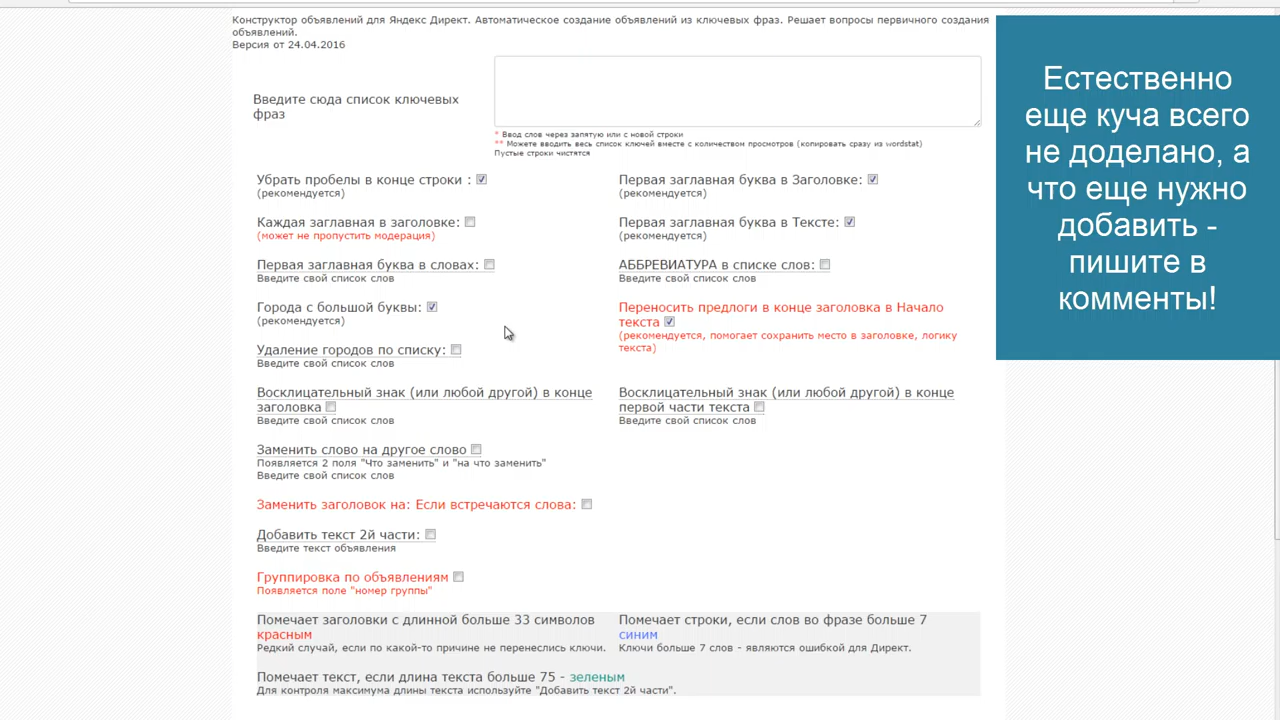 Конструктор объявлений для Яндекс Директ. Автоматическое создание объявлений из ключевых фраз. Решает вопросы первичного создания
объявлений.
Версия от 24.04.2016
Введите сюда список ключевых
фраз
* Ввод слов через запятую или с новой строки
** Можете вводить весь список ключей вместе с количеством просмотров (копировать сразу из wordstat)
Пустые строки чистятся
Убрать пробелы в конце строки :
(рекомендуется)
Первая заглавная буква в Заголовке:
(рекомендуется)
Каждая заглавная в заголовке:
(может не пропустить модерация)
Первая заглавная буква в Тексте:
(рекомендуется)
Первая заглавная буква в словах:
Введите свой список слов
АББРЕВИАТУРА в списке слов:
Введите свой список слов
Города с большой буквы:
(рекомендуется)
Переносить предлоги в конце заголовка в Начало
текста
(рекомендуется, помогает сохранить место в заголовке, логику
текста)
Удаление городов по списку:
Введите свой список слов
Восклицательный знак (или любой другой) в конце
заголовка
Введите свой список слов
Восклицательный знак (или любой другой) в конце
первой части текста
Введите свой список слов
Заменить слово на другое слово
Появляется 2 поля "Что заменить" и "на что заменить"
Введите свой список слов
Заменить заголовок на: Если встречаются слова:
Добавить текст 2й части:
Введите текст объявления
Группировка по объявлениям
Появляется поле "номер группы"
Помечает заголовки с длинной больше 33 символов
красным
Редкий случай, если по какой-то причине не перенеслись ключи.
Помечает строки, если слов во фразе больше 7
синим
Ключи больше 7 слов - являются ошибкой для Директ.
Помечает текст, если длина текста больше 75 - зеленым
Для контроля максимума длины текста используйте "Добавить текст 2й части".
Естественно
еще куча всего
не доделано, а
что еще нужно
добавить -
пишите в
комменты!